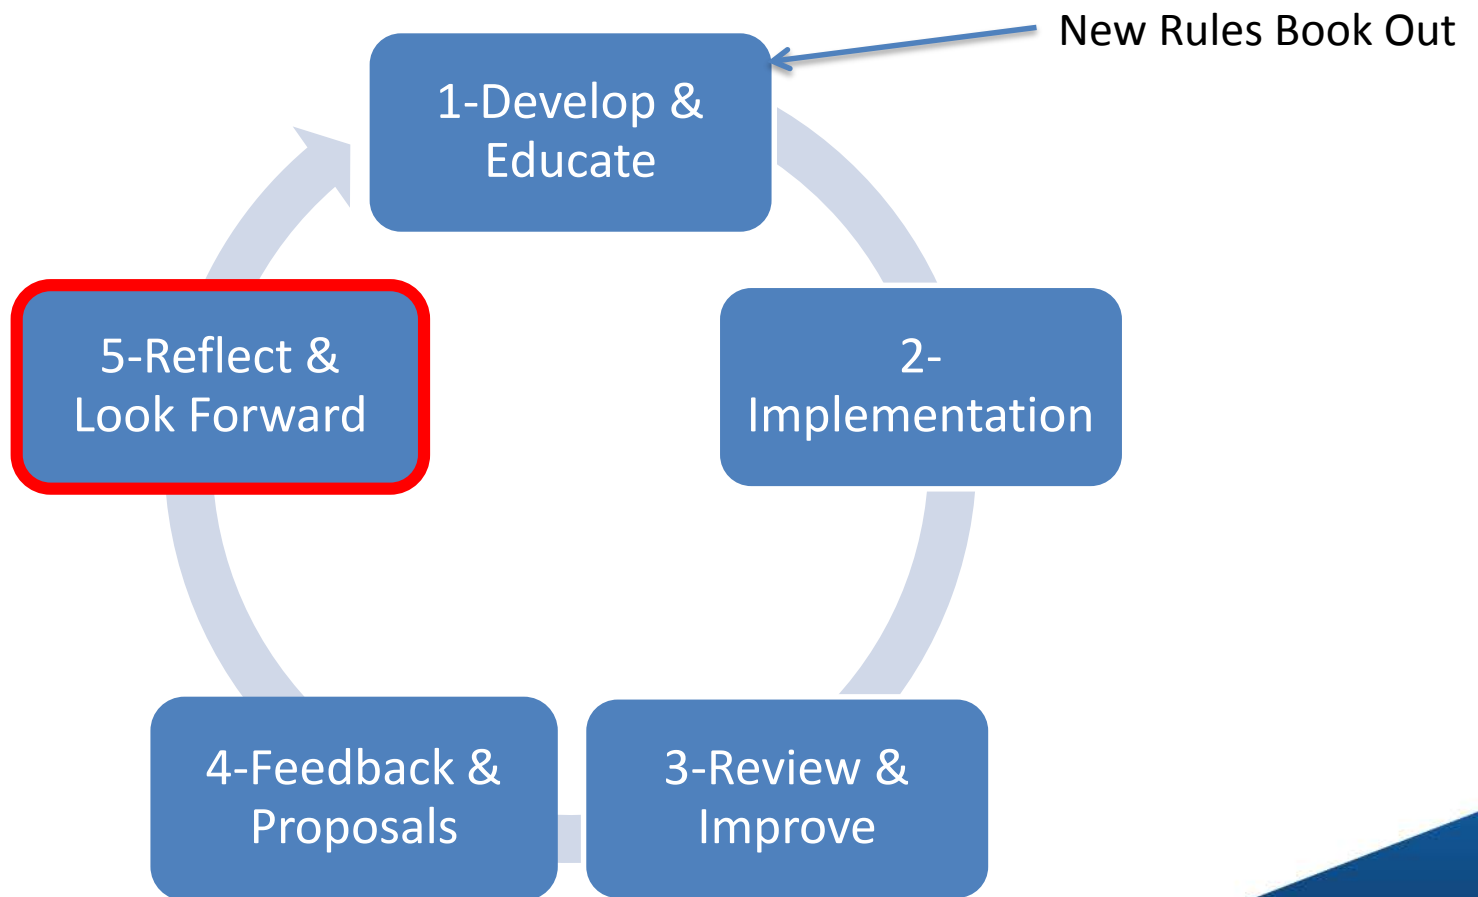 New Rules Book Out
1-Develop &
Educate
2-
Implementation
3-Review &
Improve
4-Feedback &
Proposals
5-Reflect &
Look Forward